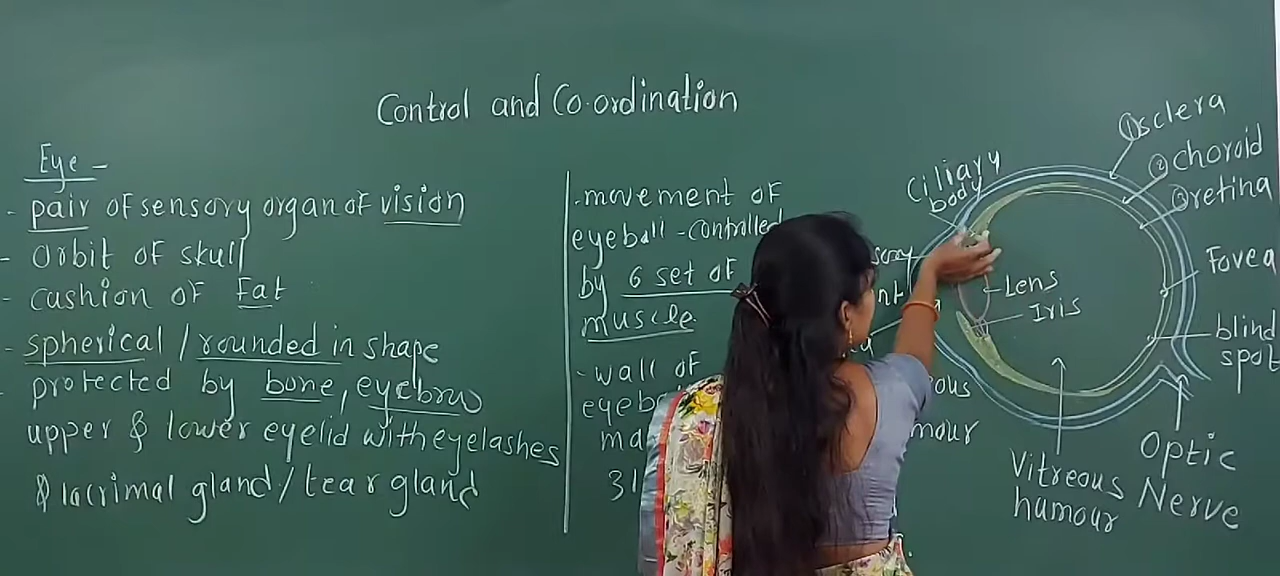 Control and Co-ordination
Eye -
- pair of sensory organ of vision
- orbit of skull
- cushion of Fat
- spherical / rounded in shape
- protected by bone, eyebrow
upper & lower eyelid with eyelashes
& lacrimal gland / tear gland
- movement of
eyeball - controlled
by 6 set of
muscle.
- wall of
Ciliary
body
Lens
Iris
① sclera
② choroid
③ retina
Fovea
blind
spot
Optic
Nerve
Vitreous
humour